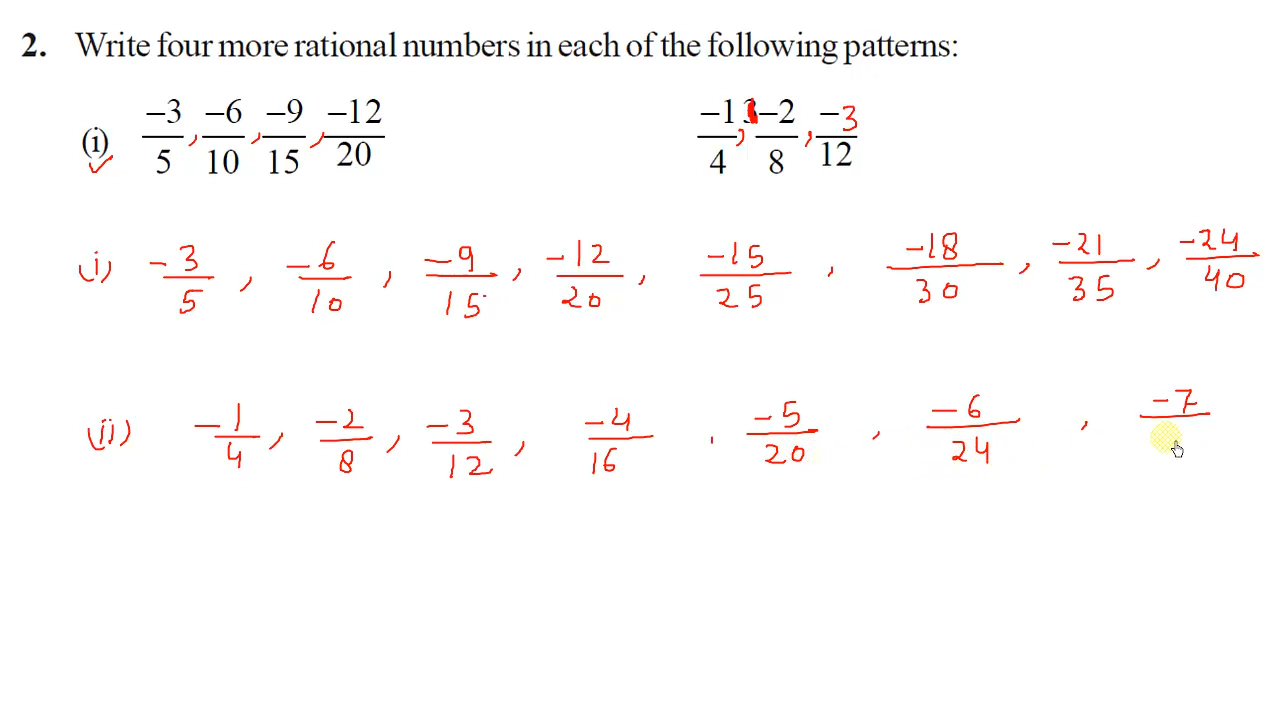 2. Write four more rational numbers in each of the following patterns:
(i) -3/5, -6/10, -9/15, -12/20 -1/4, -2/8, -3/12
(i) -3/5, -6/10, -9/15, -12/20, -15/25, -18/30, -21/35, -24/40
(ii) -1/4, -2/8, -3/12, -4/16, -5/20, -6/24, -7/